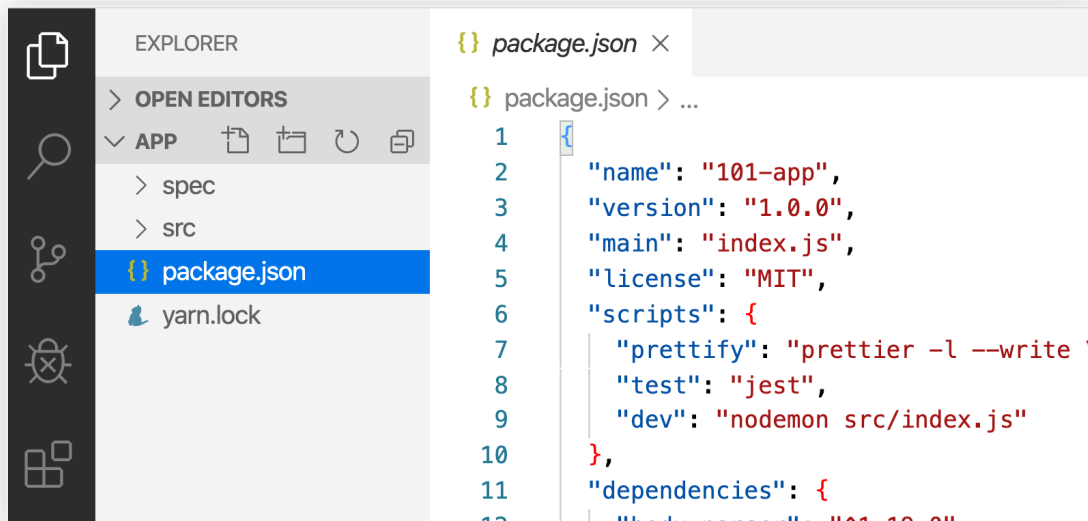 EXPLORER
OPEN EDITORS
APP
spec
src
{} package.json
yarn.lock
{} package.json ×
{} package.json > ...
1 {
2 "name": "101-app",
3 "version": "1.0.0",
4 "main": "index.js",
5 "license": "MIT",
6 "scripts": {
7 "prettify": "prettier -l --write
8 "test": "jest",
9 "dev": "nodemon src/index.js"
10 },
11 "dependencies": {